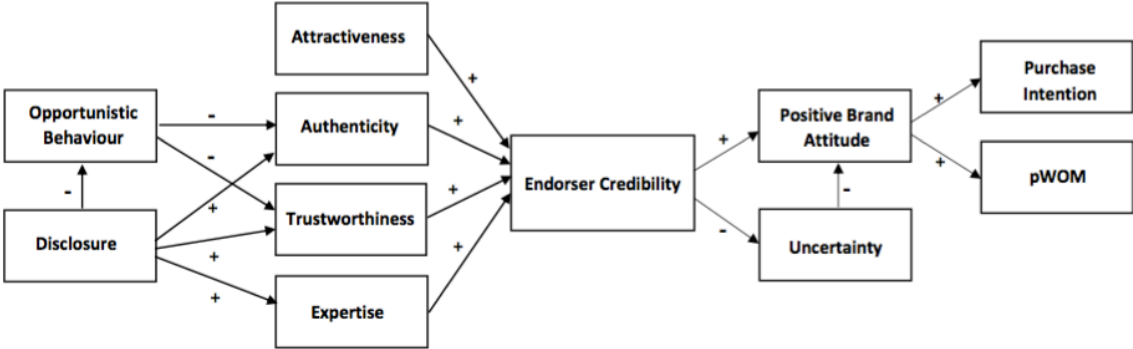 Attractiveness
+
Opportunistic
Behaviour
-
Authenticity
+
-
-
Disclosure
+
+
+
Trustworthiness
+
Expertise
+
Endorser Credibility
+
-
Positive Brand
Attitude
-
Uncertainty
+
+
Purchase
Intention
pWOM